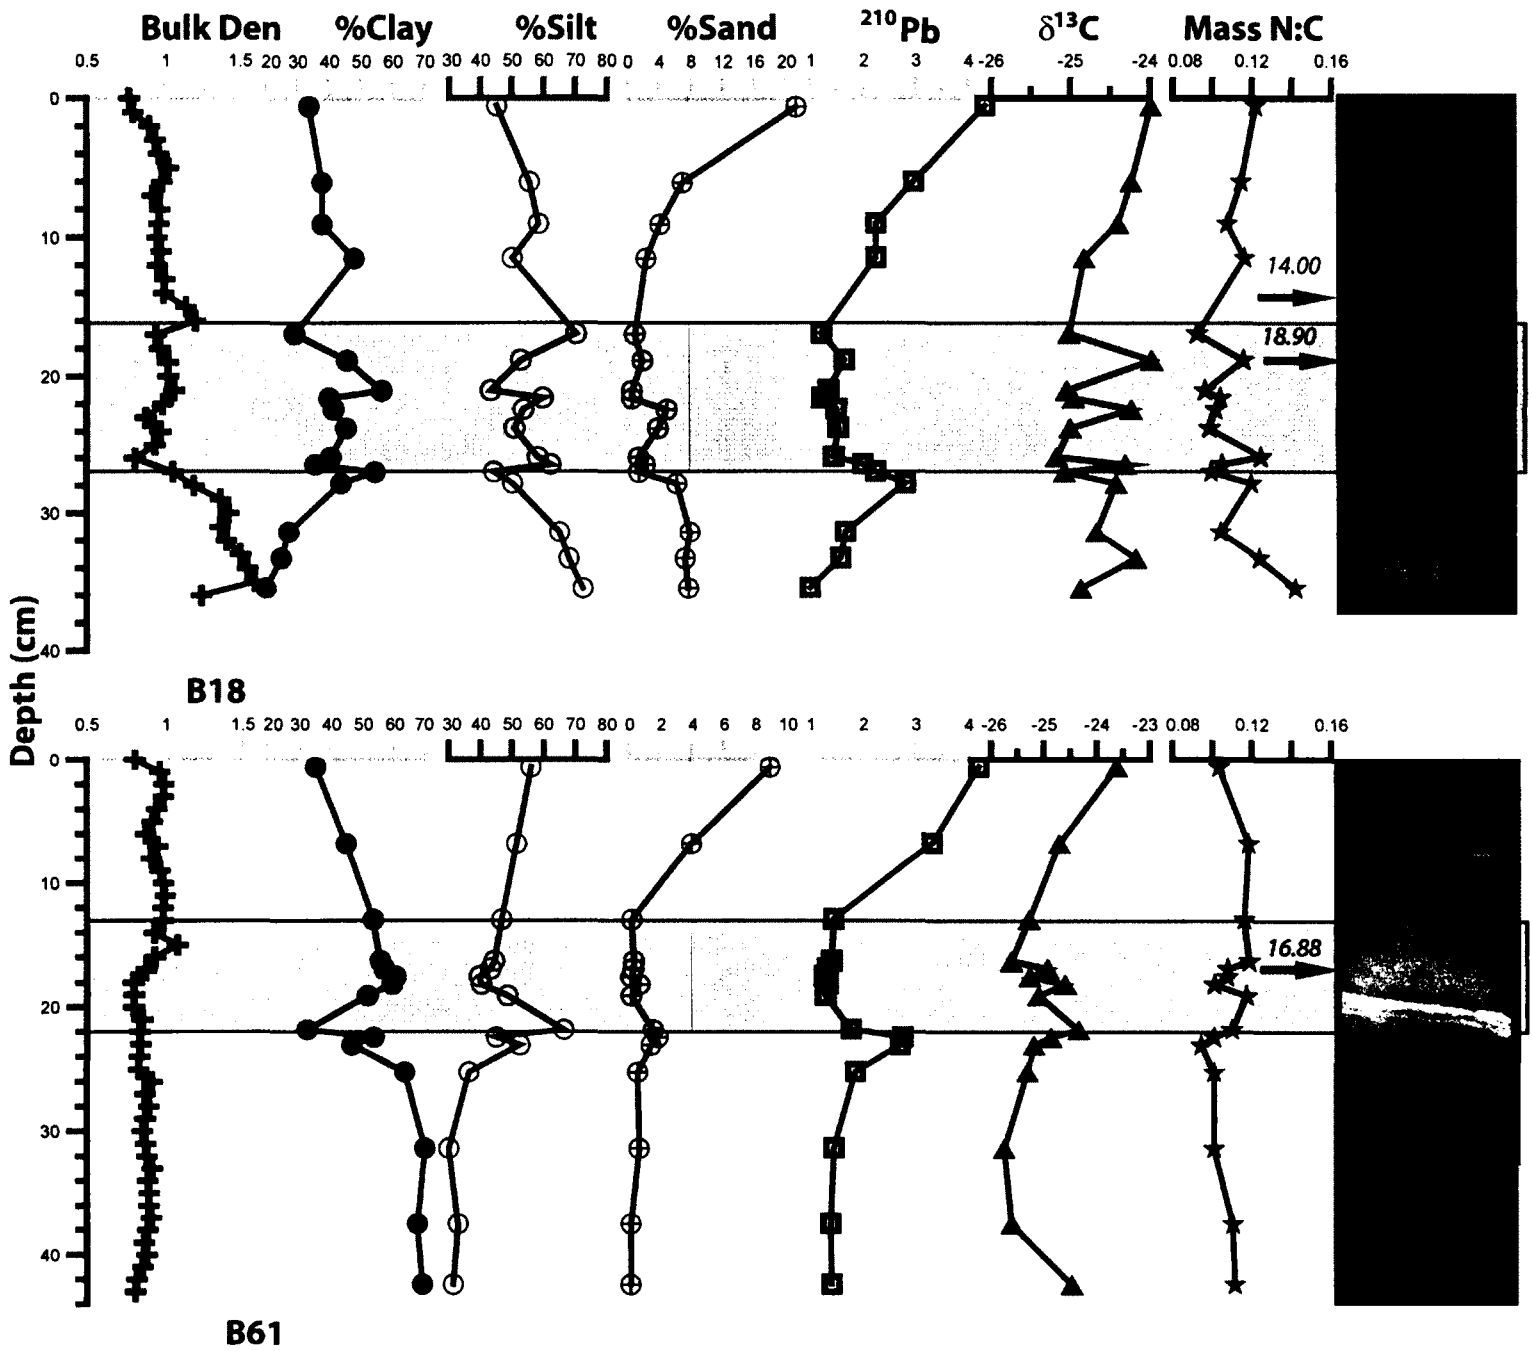 Bulk Den %Clay %Silt %Sand ²¹⁰Pb δ¹³C Mass N:C
0.5 1 1.5 20 30 40 50 60 70 30 40 50 60 70 80 0 4 8 12 16 20 1 2 3 4 -26 -25 -24 0.08 0.12 0.16
0
10
14.00
18.90
20
30
40
Depth (cm)
B18
0.5 1 1.5 20 30 40 50 60 70 30 40 50 60 70 80 0 2 4 6 8 10 1 2 3 4 -26 -25 -24 -23 0.08 0.12 0.16
0
10
16.88
20
30
40
B61